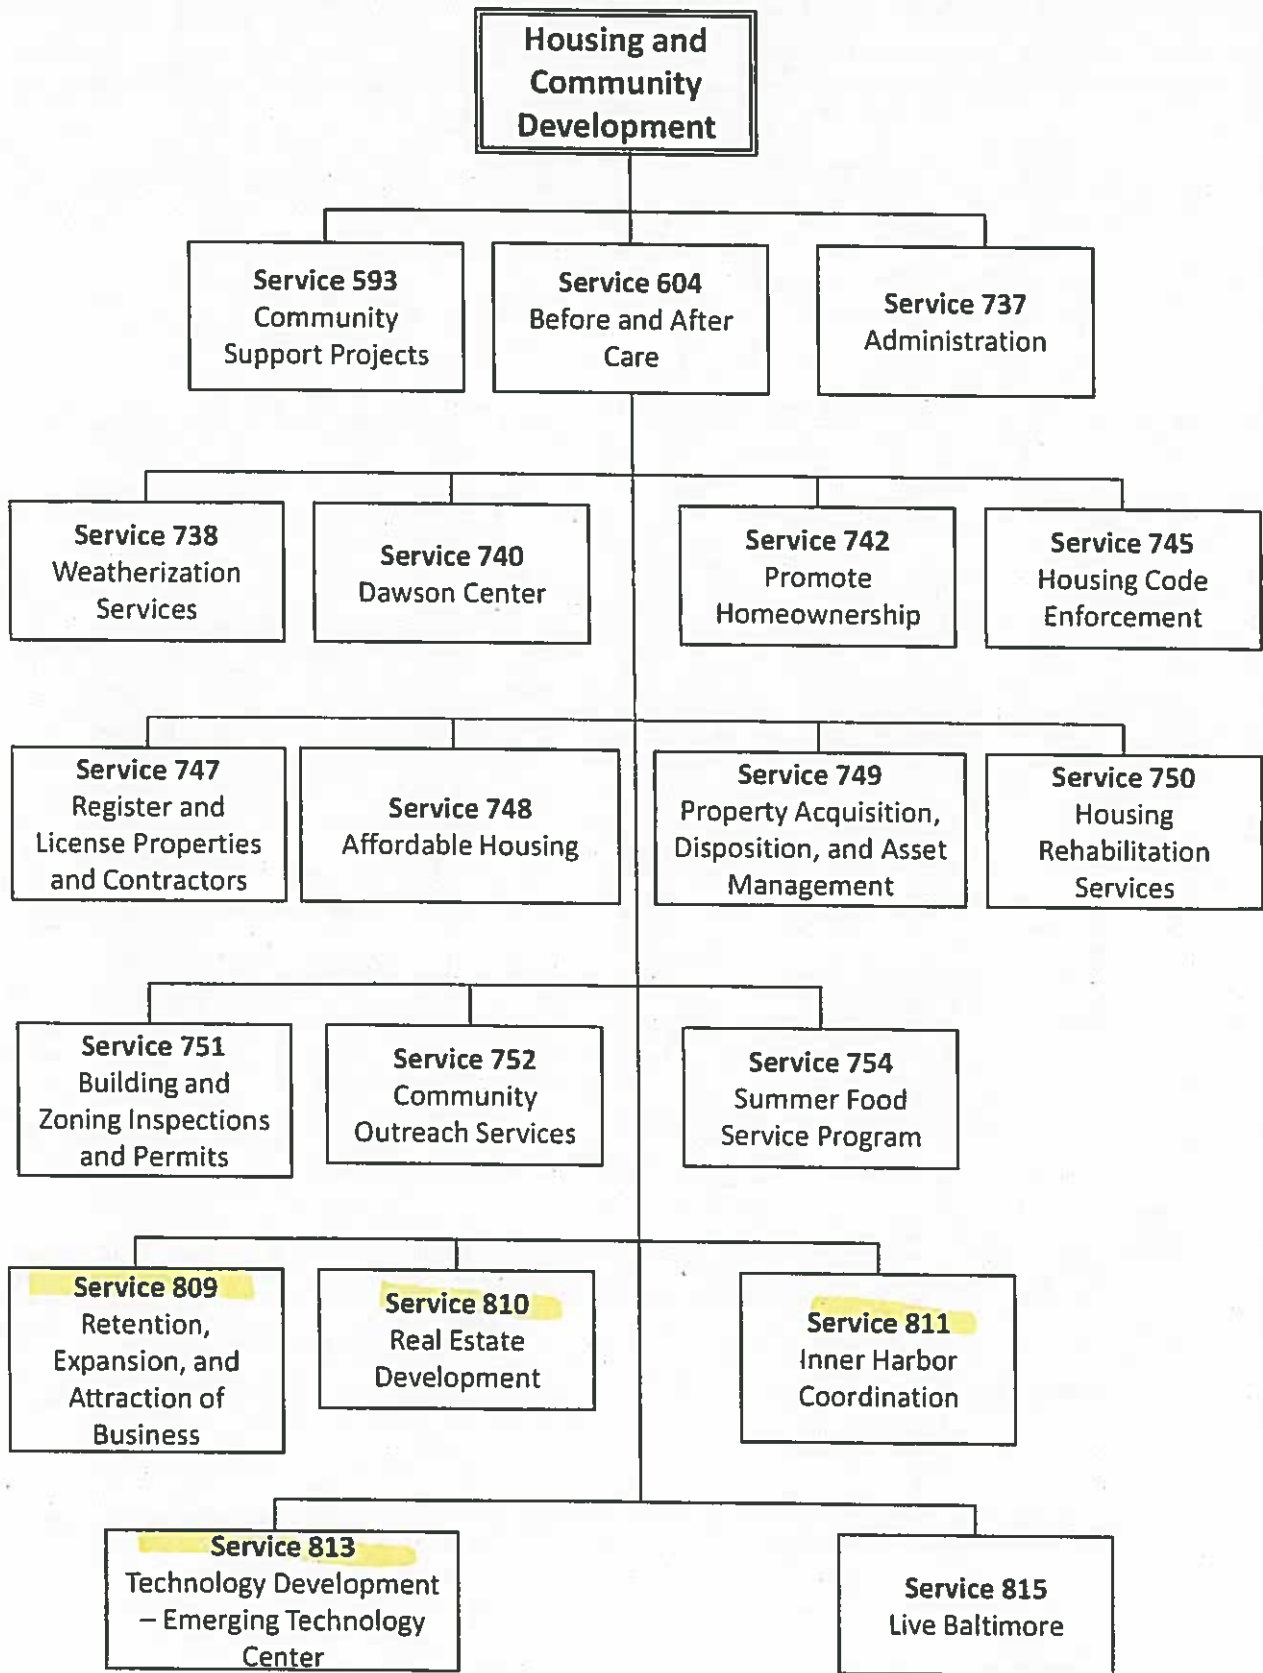 Housing and
Community
Development
Service 593
Community
Support Projects
Service 604
Before and After
Care
Service 737
Administration
Service 738
Weatherization
Services
Service 740
Dawson Center
Service 742
Promote
Homeownership
Service 745
Housing Code
Enforcement
Service 747
Register and
License Properties
and Contractors
Service 748
Affordable Housing
Service 749
Property Acquisition,
Disposition, and Asset
Management
Service 750
Housing
Rehabilitation
Services
Service 751
Building and
Zoning Inspections
and Permits
Service 752
Community
Outreach Services
Service 754
Summer Food
Service Program
Service 809
Retention,
Expansion, and
Attraction of
Business
Service 810
Real Estate
Development
Service 811
Inner Harbor
Coordination
Service 813
Technology Development
– Emerging Technology
Center
Service 815
Live Baltimore